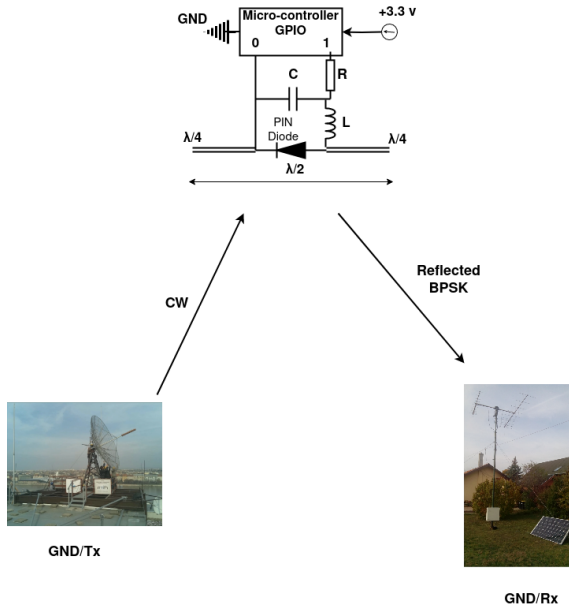 +3.3 v
GND
Micro-controller
GPIO
0 1
C
R
PIN
Diode
L
λ/4
λ/4
λ/2
CW
Reflected
BPSK
GND/Tx
GND/Rx